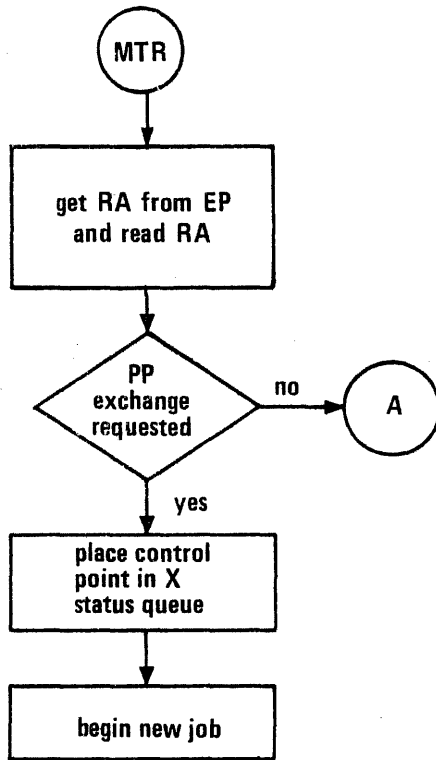 MTR
get RA from EP
and read RA
PP
exchange
requested
no
A
yes
place control
point in X
status queue
begin new job